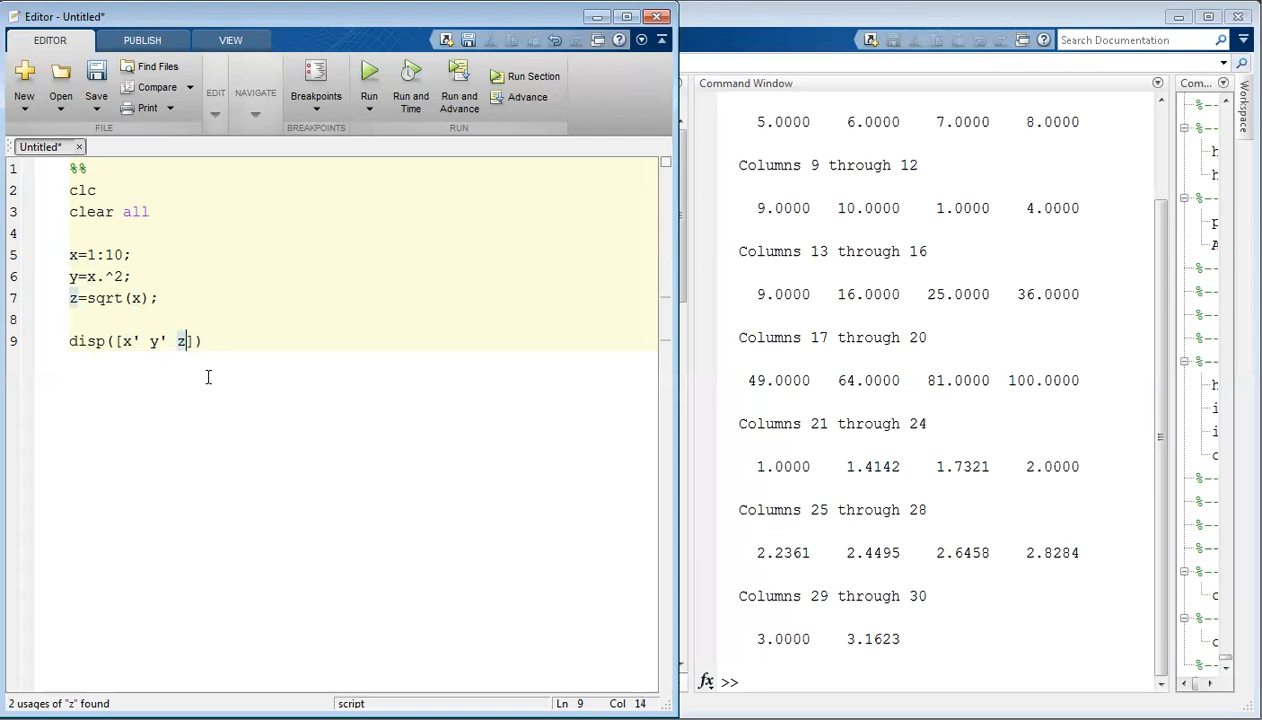 Editor - Untitled*
EDITOR PUBLISH VIEW
Search Documentation
New
Open
Save
Find Files
Compare
Print
FILE
EDIT
NAVIGATE
Breakpoints
BREAKPOINTS
Run
Run and Time
Run and Advance
Run Section
Advance
RUN
Untitled*
1 %%
2 clc
3 clear all
4
5 x=1:10;
6 y=x.^2;
7 z=sqrt(x);
8
9 disp([x' y' z])
2 usages of "z" found
script
Ln 9 Col 14
Command Window
5.0000 6.0000 7.0000 8.0000
Columns 9 through 12
9.0000 10.0000 1.0000 4.0000
Columns 13 through 16
9.0000 16.0000 25.0000 36.0000
Columns 17 through 20
49.0000 64.0000 81.0000 100.0000
Columns 21 through 24
1.0000 1.4142 1.7321 2.0000
Columns 25 through 28
2.2361 2.4495 2.6458 2.8284
Columns 29 through 30
3.0000 3.1623
fx >>
Com...
Workspace